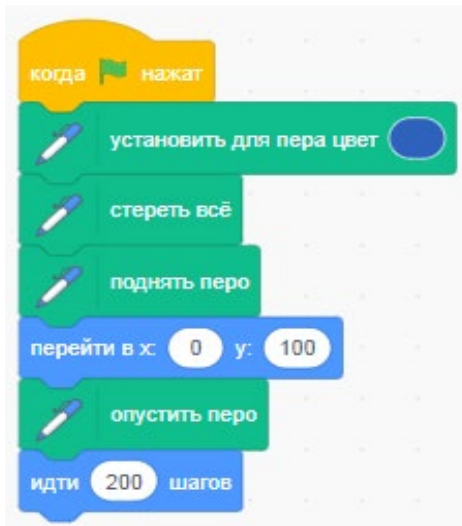 когда нажат
установить для пера цвет
стереть всё
поднять перо
перейти в x: 0 y: 100
опустить перо
идти 200 шагов